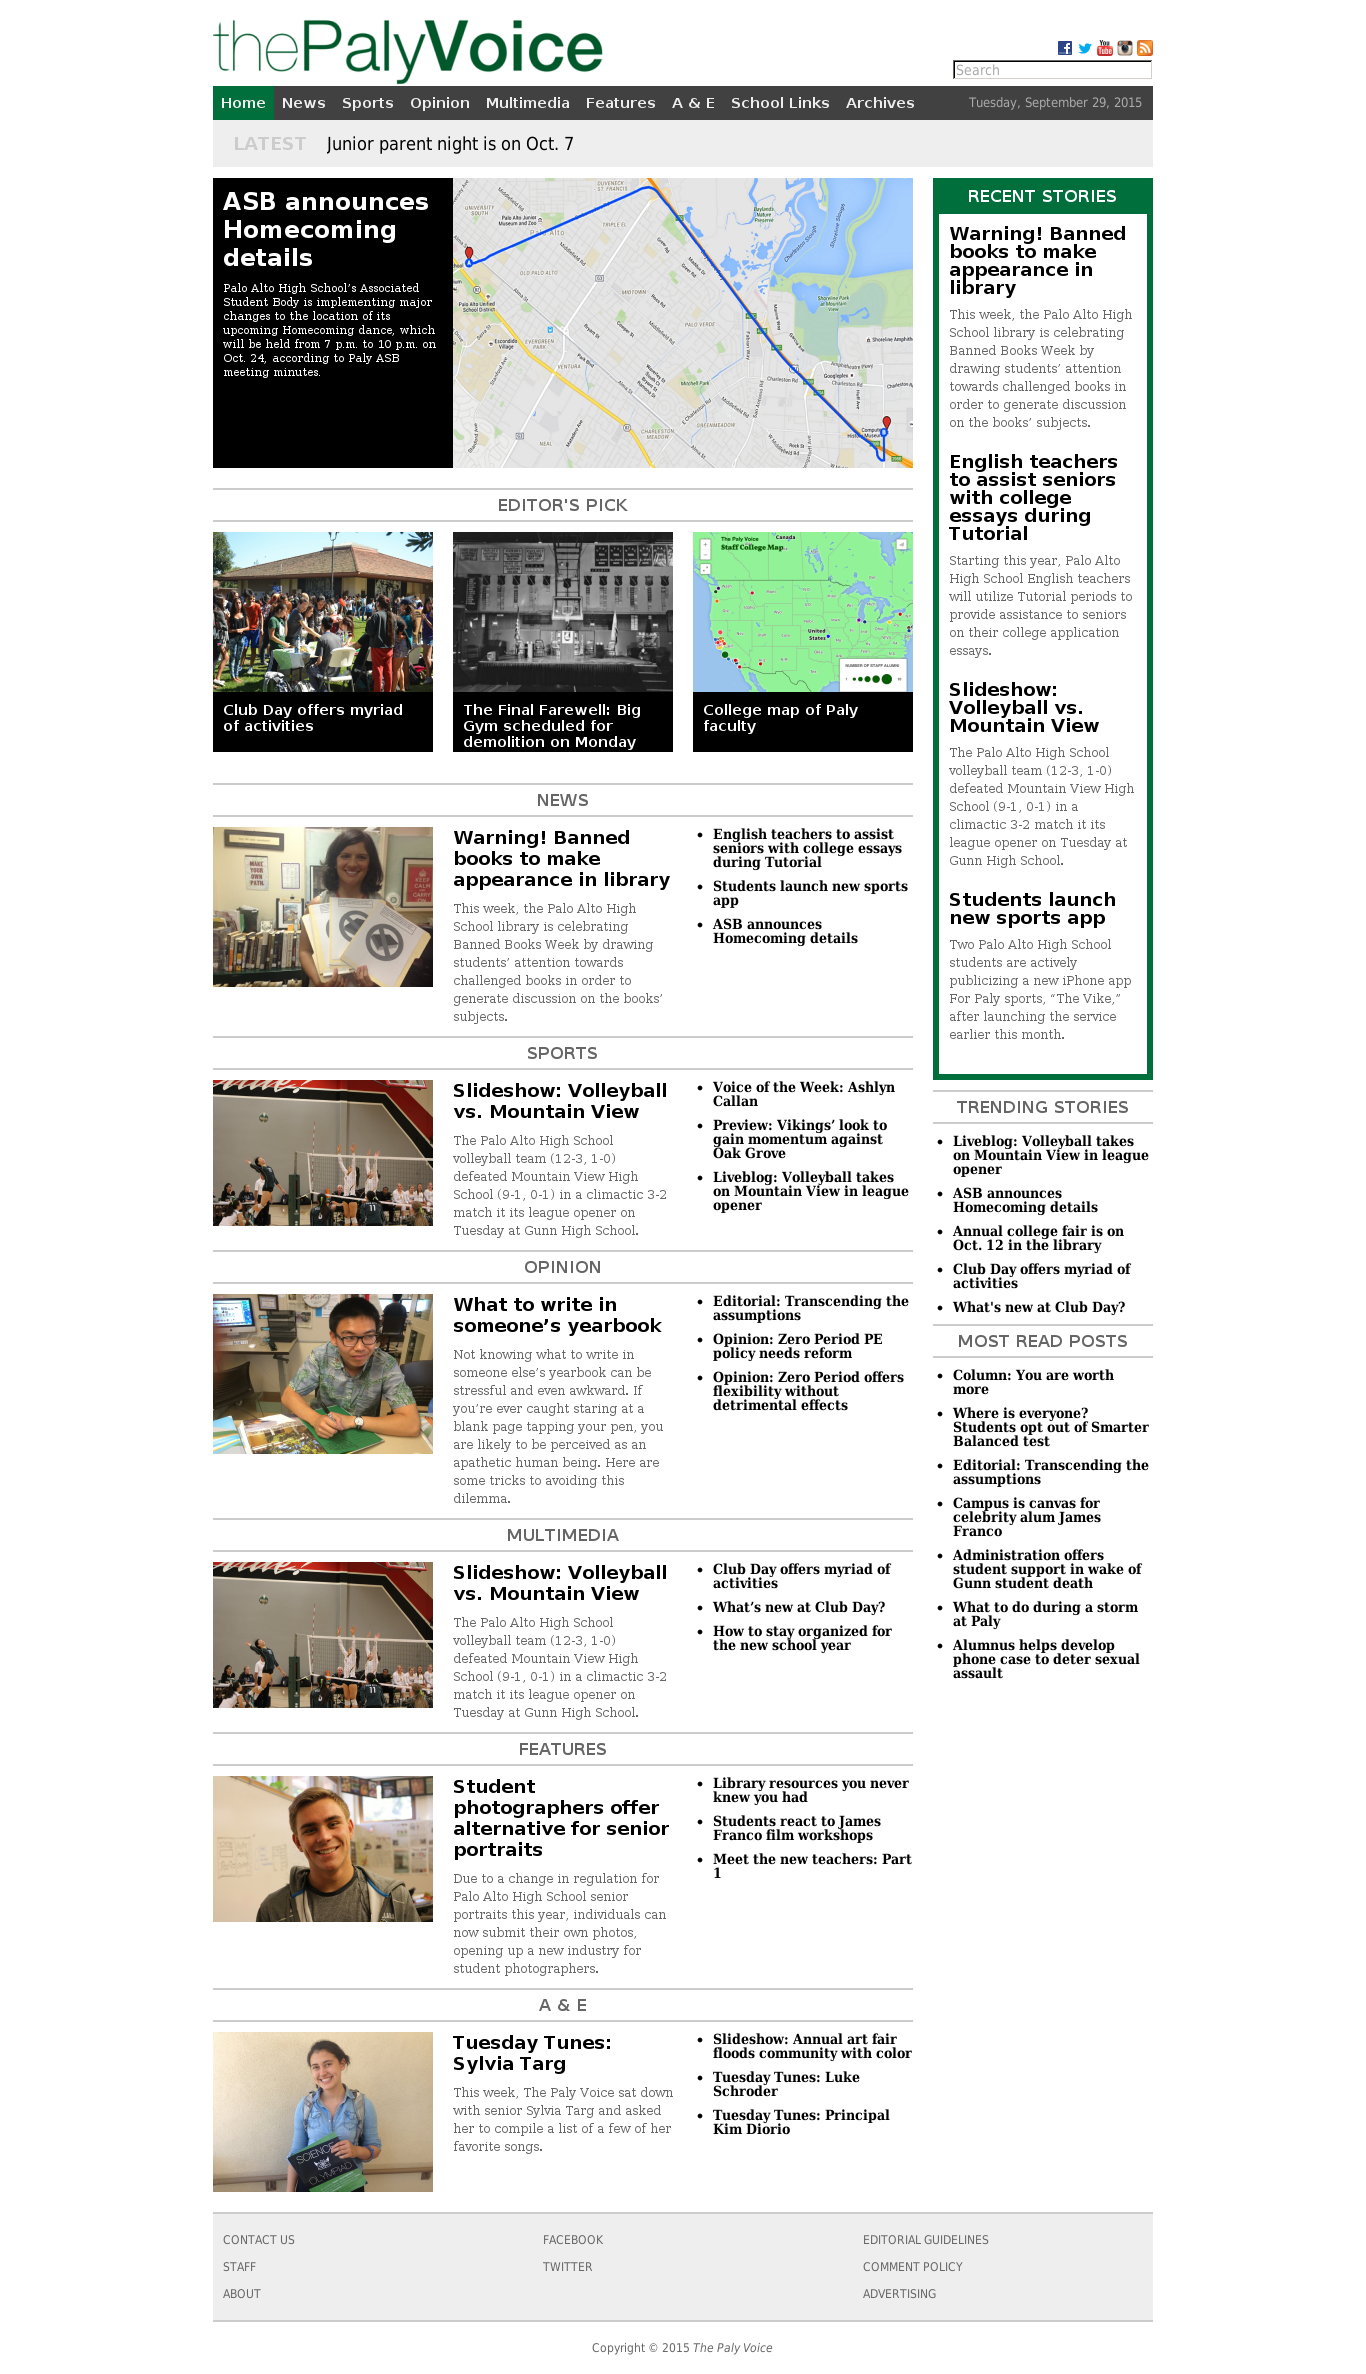 thePalyVoice
Search
Home News Sports Opinion Multimedia Features A & E School Links Archives Tuesday, September 29, 2015
LATEST Junior parent night is on Oct. 7
ASB announces
Homecoming
details
Palo Alto High School's Associated
Student Body is implementing major
changes to the location of its
upcoming Homecoming dance, which
will be held from 7 p.m. to 10 p.m. on
Oct. 24, according to Paly ASB
meeting minutes.
EDITOR'S PICK
The Paly Voice
Staff College Map
Canada
United
States
NUMBER OF STAFF ALUMNI
Club Day offers myriad
of activities
The Final Farewell: Big
Gym scheduled for
demolition on Monday
College map of Paly
faculty
NEWS
MAKE
YOUR
OWN
PATH
KEEP
CALM
AND
CARRY
Warning! Banned
books to make
appearance in library
This week, the Palo Alto High
School library is celebrating
Banned Books Week by drawing
students’ attention towards
challenged books in order to
generate discussion on the books’
subjects.
• English teachers to assist
seniors with college essays
during Tutorial
• Students launch new sports
app
• ASB announces
Homecoming details
SPORTS
Slideshow: Volleyball
vs. Mountain View
The Palo Alto High School
volleyball team (12-3, 1-0)
defeated Mountain View High
School (9-1, 0-1) in a climactic 3-2
match it its league opener on
Tuesday at Gunn High School.
• Voice of the Week: Ashlyn
Callan
• Preview: Vikings’ look to
gain momentum against
Oak Grove
• Liveblog: Volleyball takes
on Mountain View in league
opener
OPINION
What to write in
someone’s yearbook
Not knowing what to write in
someone else’s yearbook can be
stressful and even awkward. If
you’re ever caught staring at a
blank page tapping your pen, you
are likely to be perceived as an
apathetic human being. Here are
some tricks to avoiding this
dilemma.
• Editorial: Transcending the
assumptions
• Opinion: Zero Period PE
policy needs reform
• Opinion: Zero Period offers
flexibility without
detrimental effects
MULTIMEDIA
Slideshow: Volleyball
vs. Mountain View
The Palo Alto High School
volleyball team (12-3, 1-0)
defeated Mountain View High
School (9-1, 0-1) in a climactic 3-2
match it its league opener on
Tuesday at Gunn High School.
• Club Day offers myriad of
activities
• What’s new at Club Day?
• How to stay organized for
the new school year
FEATURES
Student
photographers offer
alternative for senior
portraits
Due to a change in regulation for
Palo Alto High School senior
portraits this year, individuals can
now submit their own photos,
opening up a new industry for
student photographers.
• Library resources you never
knew you had
• Students react to James
Franco film workshops
• Meet the new teachers: Part
1
A & E
SCIENCE
OLYMPIAD
Tuesday Tunes:
Sylvia Targ
This week, The Paly Voice sat down
with senior Sylvia Targ and asked
her to compile a list of a few of her
favorite songs.
• Slideshow: Annual art fair
floods community with color
• Tuesday Tunes: Luke
Schroder
• Tuesday Tunes: Principal
Kim Diorio
RECENT STORIES
Warning! Banned
books to make
appearance in
library
This week, the Palo Alto High
School library is celebrating
Banned Books Week by
drawing students’ attention
towards challenged books in
order to generate discussion
on the books’ subjects.
English teachers
to assist seniors
with college
essays during
Tutorial
Starting this year, Palo Alto
High School English teachers
will utilize Tutorial periods to
provide assistance to seniors
on their college application
essays.
Slideshow:
Volleyball vs.
Mountain View
The Palo Alto High School
volleyball team (12-3, 1-0)
defeated Mountain View High
School (9-1, 0-1) in a
climactic 3-2 match it its
league opener on Tuesday at
Gunn High School.
Students launch
new sports app
Two Palo Alto High School
students are actively
publicizing a new iPhone app
For Paly sports, “The Vike,”
after launching the service
earlier this month.
TRENDING STORIES
• Liveblog: Volleyball takes
on Mountain View in league
opener
• ASB announces
Homecoming details
• Annual college fair is on
Oct. 12 in the library
• Club Day offers myriad of
activities
• What's new at Club Day?
MOST READ POSTS
• Column: You are worth
more
• Where is everyone?
Students opt out of Smarter
Balanced test
• Editorial: Transcending the
assumptions
• Campus is canvas for
celebrity alum James
Franco
• Administration offers
student support in wake of
Gunn student death
• What to do during a storm
at Paly
• Alumnus helps develop
phone case to deter sexual
assault
CONTACT US
STAFF
ABOUT
FACEBOOK
TWITTER
EDITORIAL GUIDELINES
COMMENT POLICY
ADVERTISING
Copyright © 2015 The Paly Voice